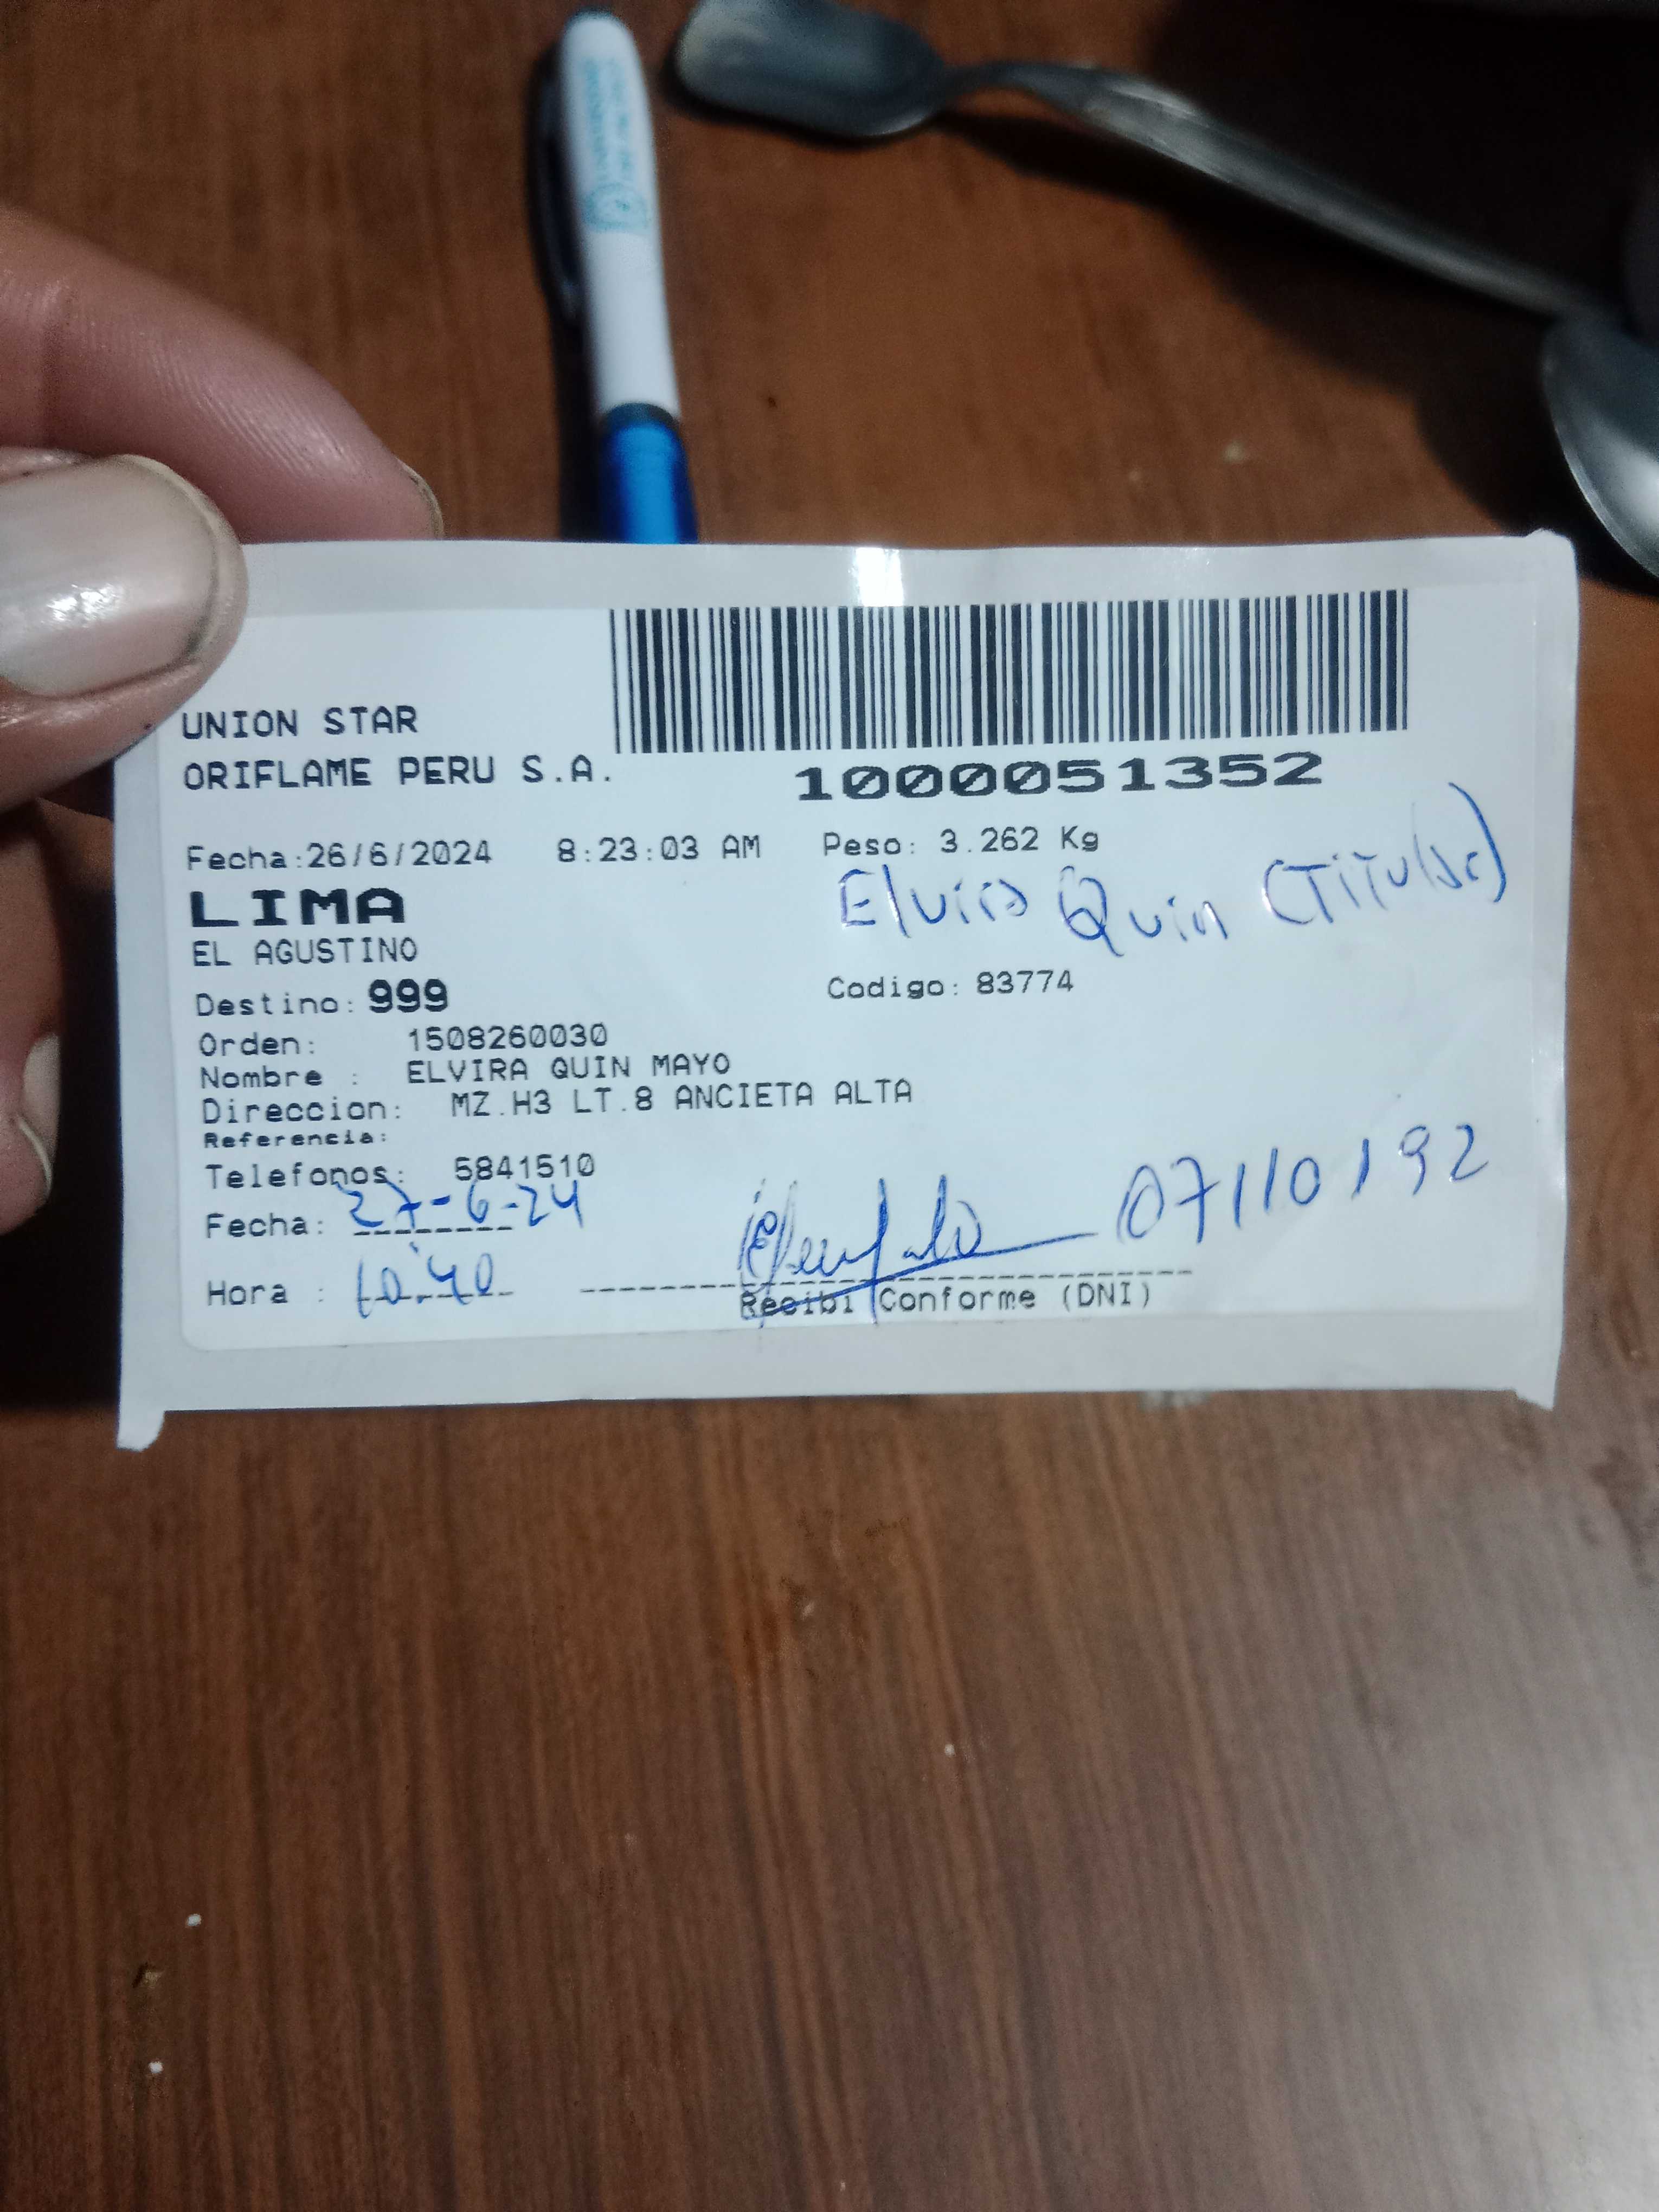 UNION STAR
ORIFLAME PERU S.A.
1000051352
Fecha:26/6/2024 8:23:03 AM Peso: 3.262 Kg
LIMA
Elvira Quin (Titular)
EL AGUSTINO
Destino: 999 Codigo: 83774
Orden: 1508260030
Nombre : ELVIRA QUIN MAYO
Direccion: MZ.H3 LT.8 ANCIETA ALTA
Referencia:
Telefonos: 5841510
Fecha: 27-6-24
07110192
Hora : 10:40
Recibi Conforme (DNI)